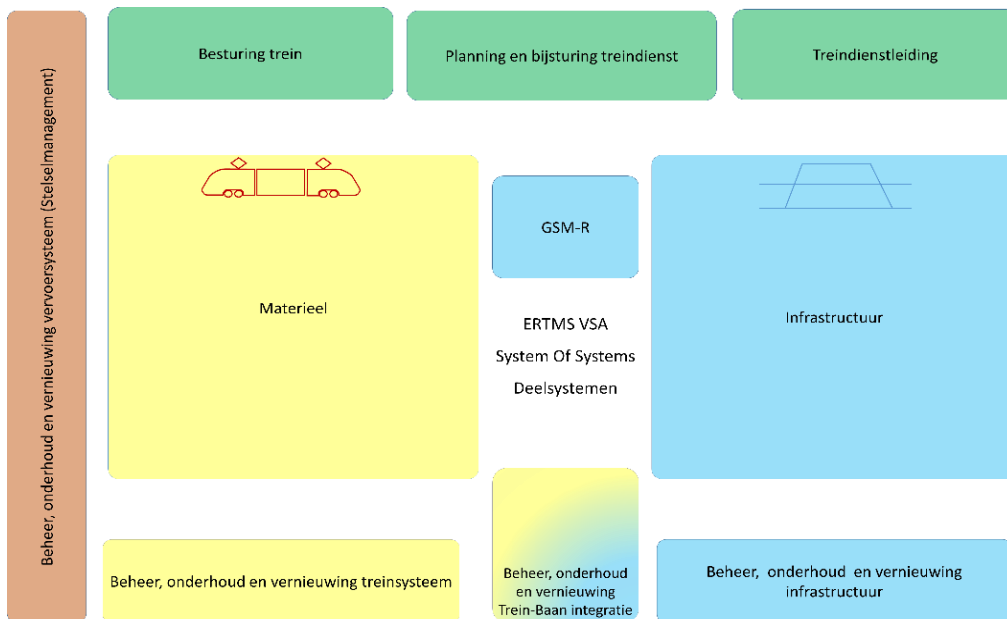 Beheer, onderhoud en vernieuwing vervoersysteem (Stelselmanagement)
Besturing trein
Planning en bijsturing treindienst
Treindienstleiding
Materieel
GSM-R
ERTMS VSA
System Of Systems
Deelsystemen
Infrastructuur
Beheer, onderhoud en vernieuwing treinsysteem
Beheer, onderhoud
en vernieuwing
Trein-Baan integratie
Beheer, onderhoud en vernieuwing
infrastructuur